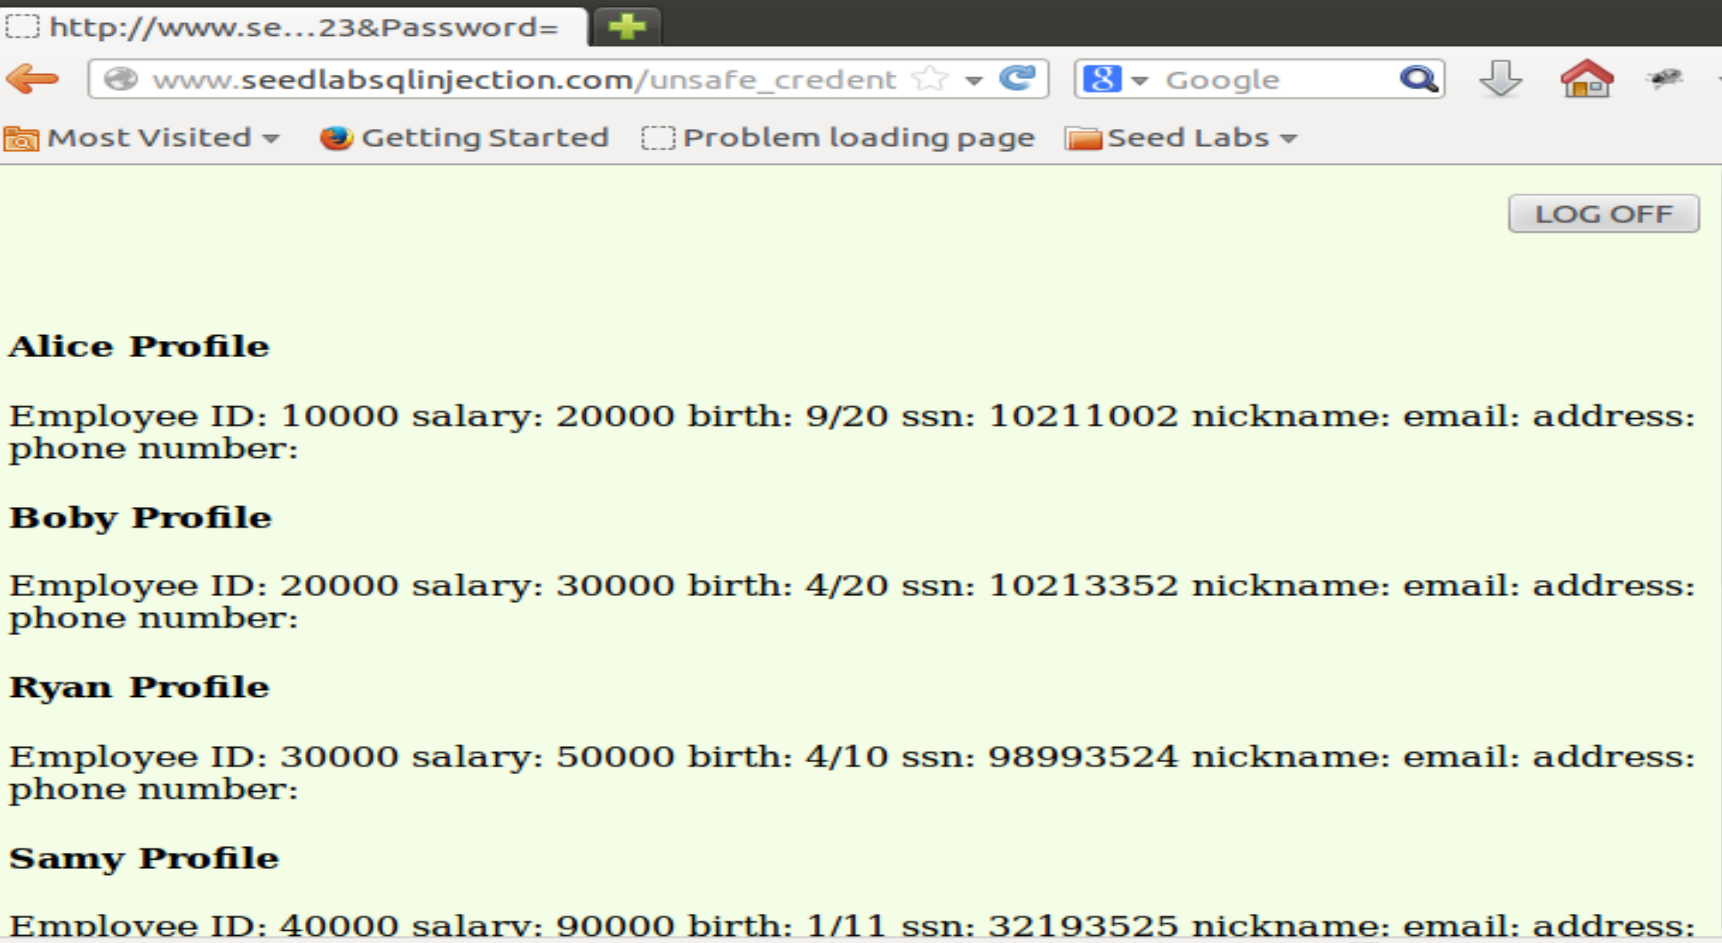 http://www.se...23&Password=
www.seedlabsqlinjection.com/unsafe_credent
8 Google
Most Visited Getting Started Problem loading page Seed Labs
LOG OFF
Alice Profile
Employee ID: 10000 salary: 20000 birth: 9/20 ssn: 10211002 nickname: email: address:
phone number:
Boby Profile
Employee ID: 20000 salary: 30000 birth: 4/20 ssn: 10213352 nickname: email: address:
phone number:
Ryan Profile
Employee ID: 30000 salary: 50000 birth: 4/10 ssn: 98993524 nickname: email: address:
phone number:
Samy Profile
Employee ID: 40000 salary: 90000 birth: 1/11 ssn: 32193525 nickname: email: address: